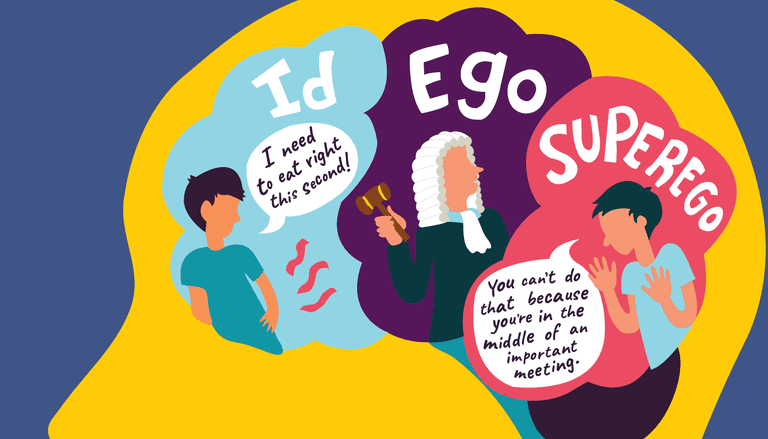 Id
I need
to eat right
this second!
Ego
SUPEREGO
You can't do
that because
you're in the
middle of an
important
meeting.